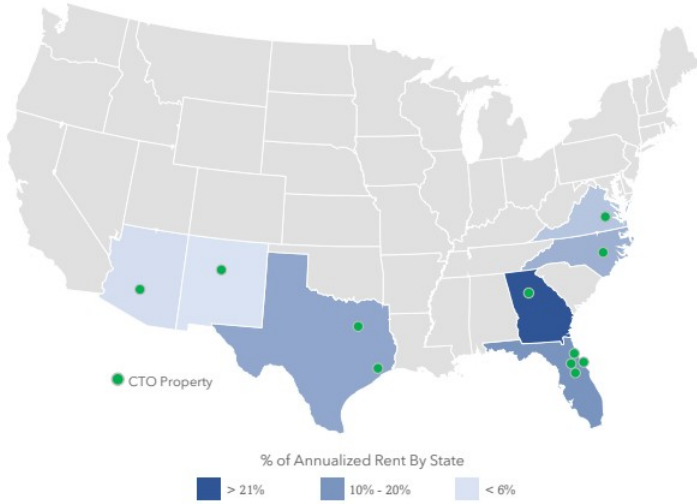 CTO Property
% of Annualized Rent By State
> 21% 10% - 20% < 6%